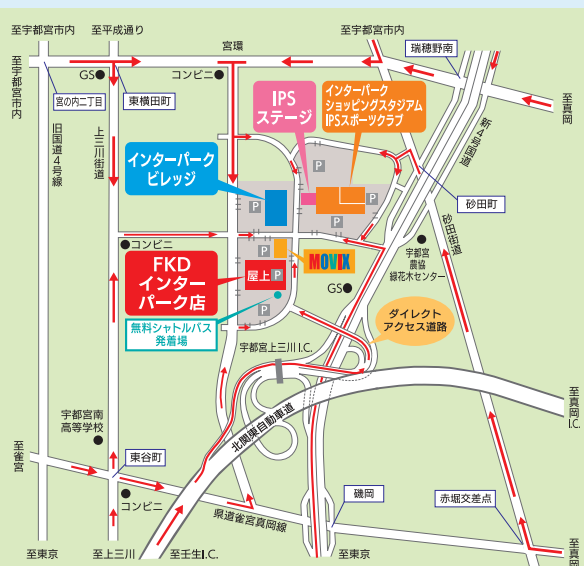 至宇都宮市内
至平成通り
宮環
至宇都宮市内
瑞穂野南
至宇都宮市内
GS
コンビニ
宮の内二丁目
東横田町
IPS
ステージ
インターパーク
ショッピングスタジアム
IPSスポーツクラブ
至真岡
新4号国道
旧国道4号線
上三川街道
インターパーク
ビレッジ
P
P
P
P
P
砂田町
砂田街道
コンビニ
FKD
インター
パーク店
屋上 P
P
P
MOVIX
宇都宮
農協
緑花木センター
GS
無料シャトルバス
発着場
ダイレクト
アクセス道路
宇都宮上三川 I.C.
北関東自動車道
至真岡I.C.
宇都宮南
高等学校
至雀宮
東谷町
コンビニ
県道雀宮真岡線
磯岡
赤堀交差点
至東京
至上三川
至壬生I.C.
至東京
至真岡